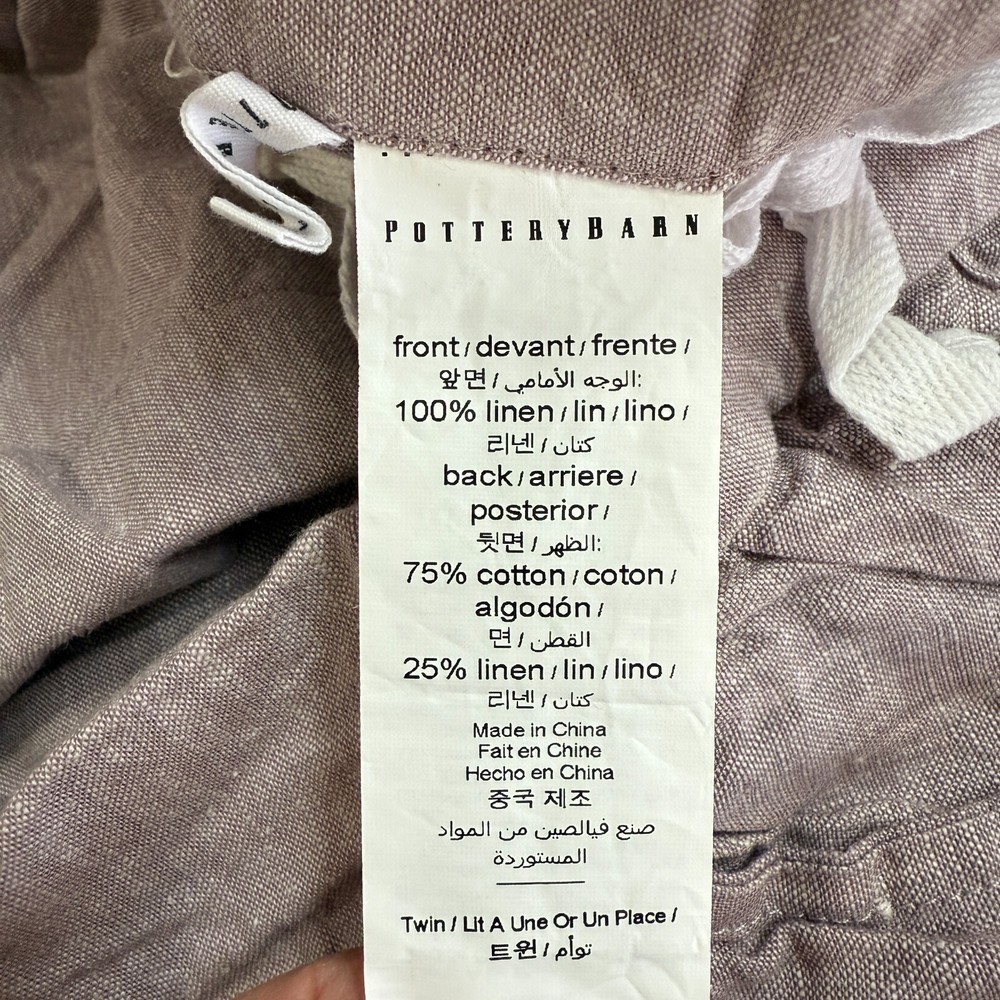 POTTERYBARN
front / devant / frente /
앞면 / الوجه الأمامي:
100% linen / lin / lino /
리넨 / كتان
back / arriere /
posterior /
뒷면 / الظهر:
75% cotton / coton /
algodón /
면 / القطن
25% linen / lin / lino /
리넨 / كتان
Made in China
Fait en Chine
Hecho en China
중국 제조
صنع فيالصين من المواد
المستوردة
Twin / Lit A Une Or Un Place /
트윈 / توأم